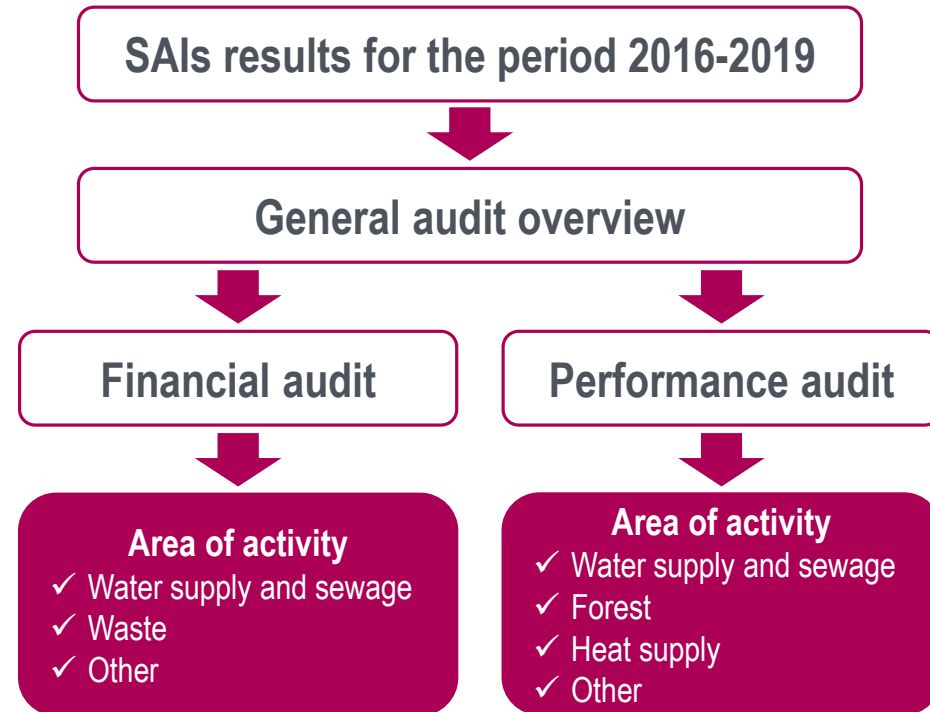 SAIs results for the period 2016-2019
General audit overview
Financial audit
Performance audit
Area of activity
✓ Water supply and sewage
✓ Waste
✓ Other
Area of activity
✓ Water supply and sewage
✓ Forest
✓ Heat supply
✓ Other